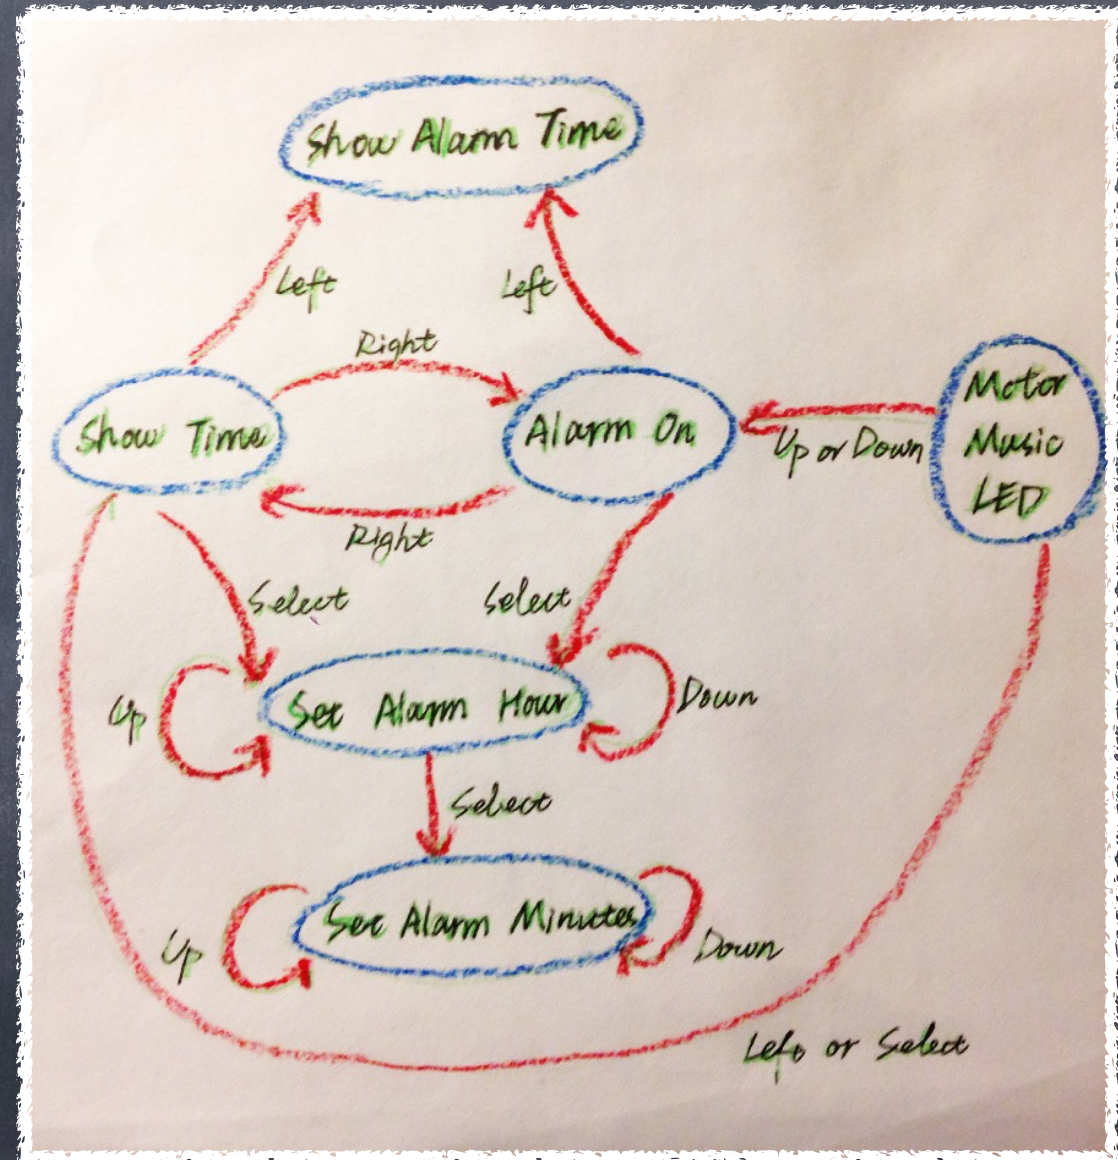 Show Alarm Time
Left
Left
Right
Show Time
Alarm On
Motor
Music
LED
Up or Down
Right
Select
Select
Up
Set Alarm Hour
Down
Select
Set Alarm Minutes
Up
Down
Left or Select